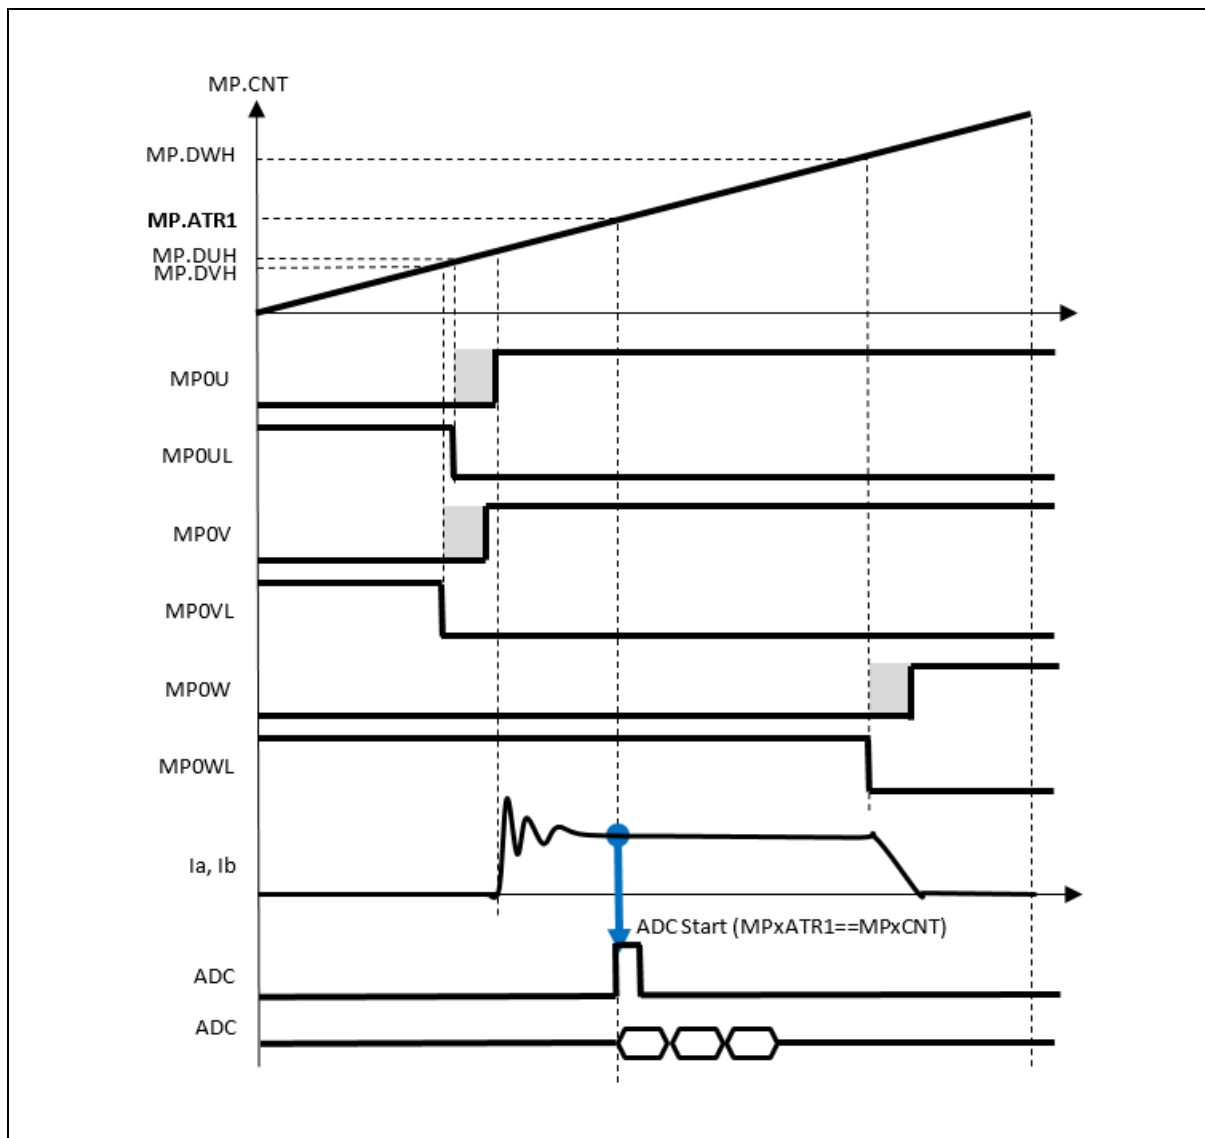 MP.CNT
MP.DWH
MP.ATR1
MP.DUH
MP.DVH
MP0U
MP0UL
MP0V
MP0VL
MP0W
MP0WL
Ia, Ib
ADC Start (MPxATR1==MPxCNT)
ADC
ADC